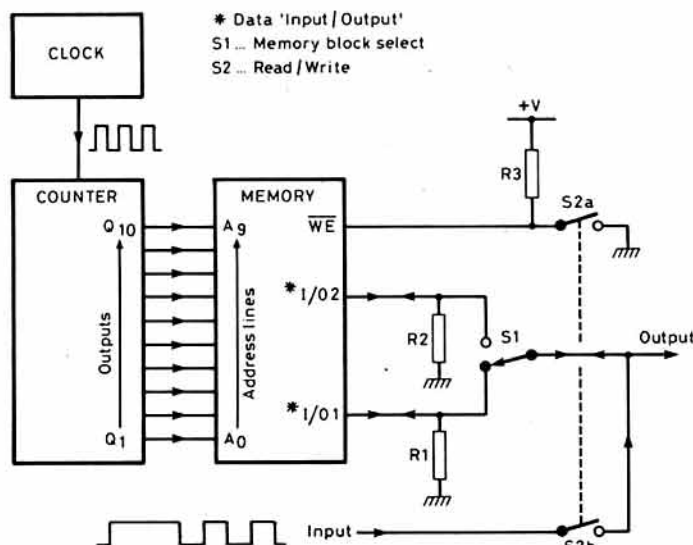 * Data 'Input/Output'
S1... Memory block select
S2... Read/Write
CLOCK
+V
R3
COUNTER
MEMORY
S2a
Q10
A9
WE
* I/O2
Outputs
Address lines
R2
S1
Output
* I/O1
Q1
A0
R1
Input